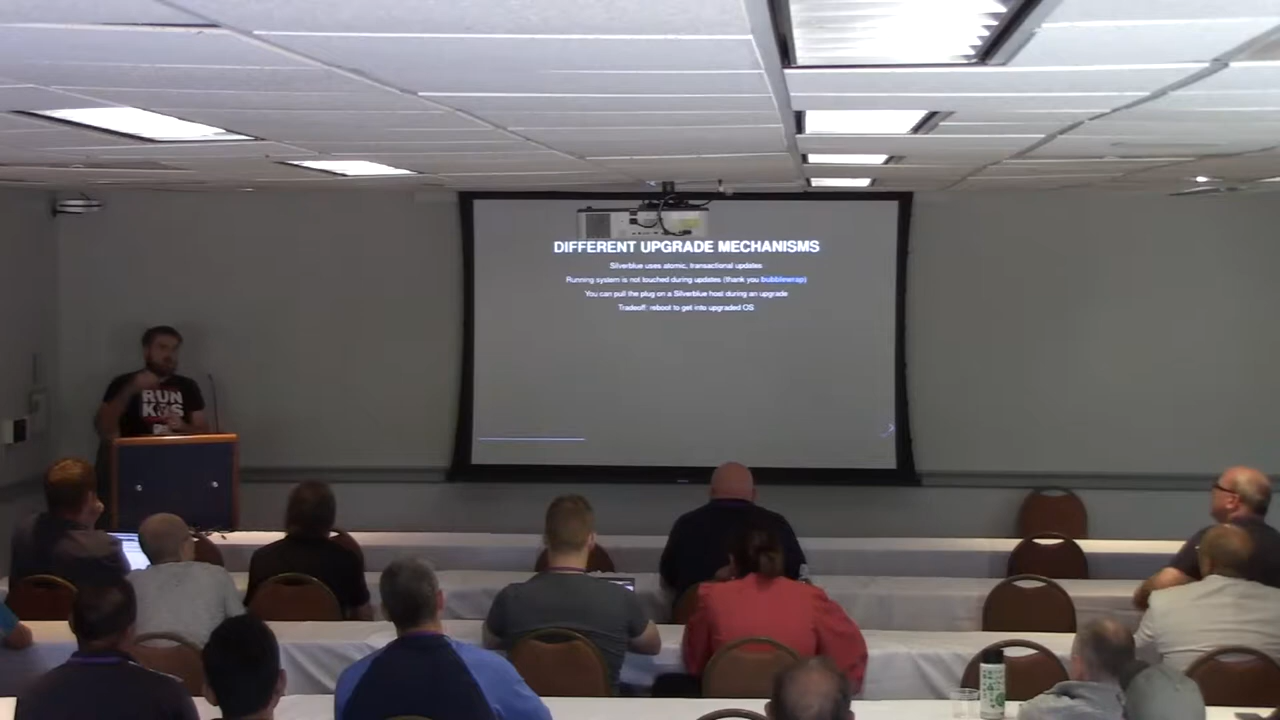 DIFFERENT UPGRADE MECHANISMS
Silverblue uses atomic, transactional updates
Running system is not touched during updates (thank you bubblewrap)
You can pull the plug on a Silverblue host during an upgrade
Tradeoff: reboot to get into upgraded OS
RUN
K8S